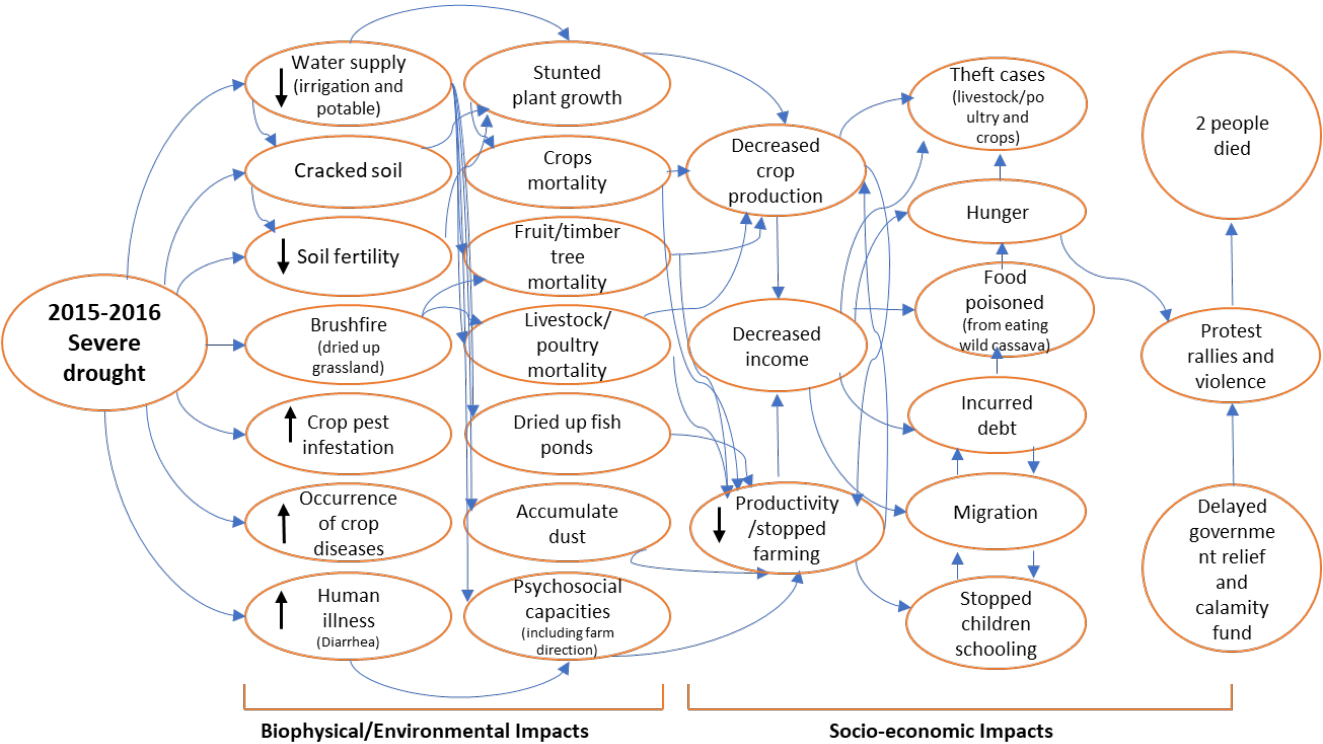 2015-2016
Severe
drought
Water supply
(irrigation and
potable)
Cracked soil
Soil fertility
Brushfire
(dried up
grassland)
Crop pest
infestation
Occurrence
of crop
diseases
Human
illness
(Diarrhea)
Stunted
plant growth
Crops
mortality
Fruit/timber
tree
mortality
Livestock/
poultry
mortality
Dried up fish
ponds
Accumulate
dust
Psychosocial
capacities
(including farm
direction)
Decreased
crop
production
Decreased
income
Productivity
/stopped
farming
Theft cases
(livestock/po
ultry and
crops)
Hunger
Food
poisoned
(from eating
wild cassava)
Incurred
debt
Migration
Stopped
children
schooling
2 people
died
Protest
rallies and
violence
Delayed
governme
nt relief
and
calamity
fund
Biophysical/Environmental Impacts
Socio-economic Impacts